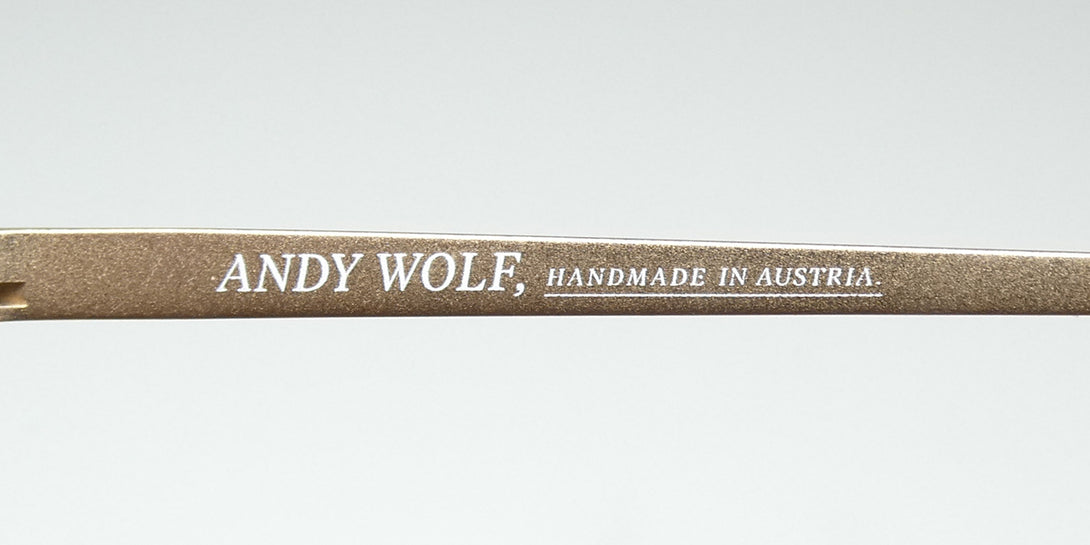 ANDY WOLF, HANDMADE IN AUSTRIA.